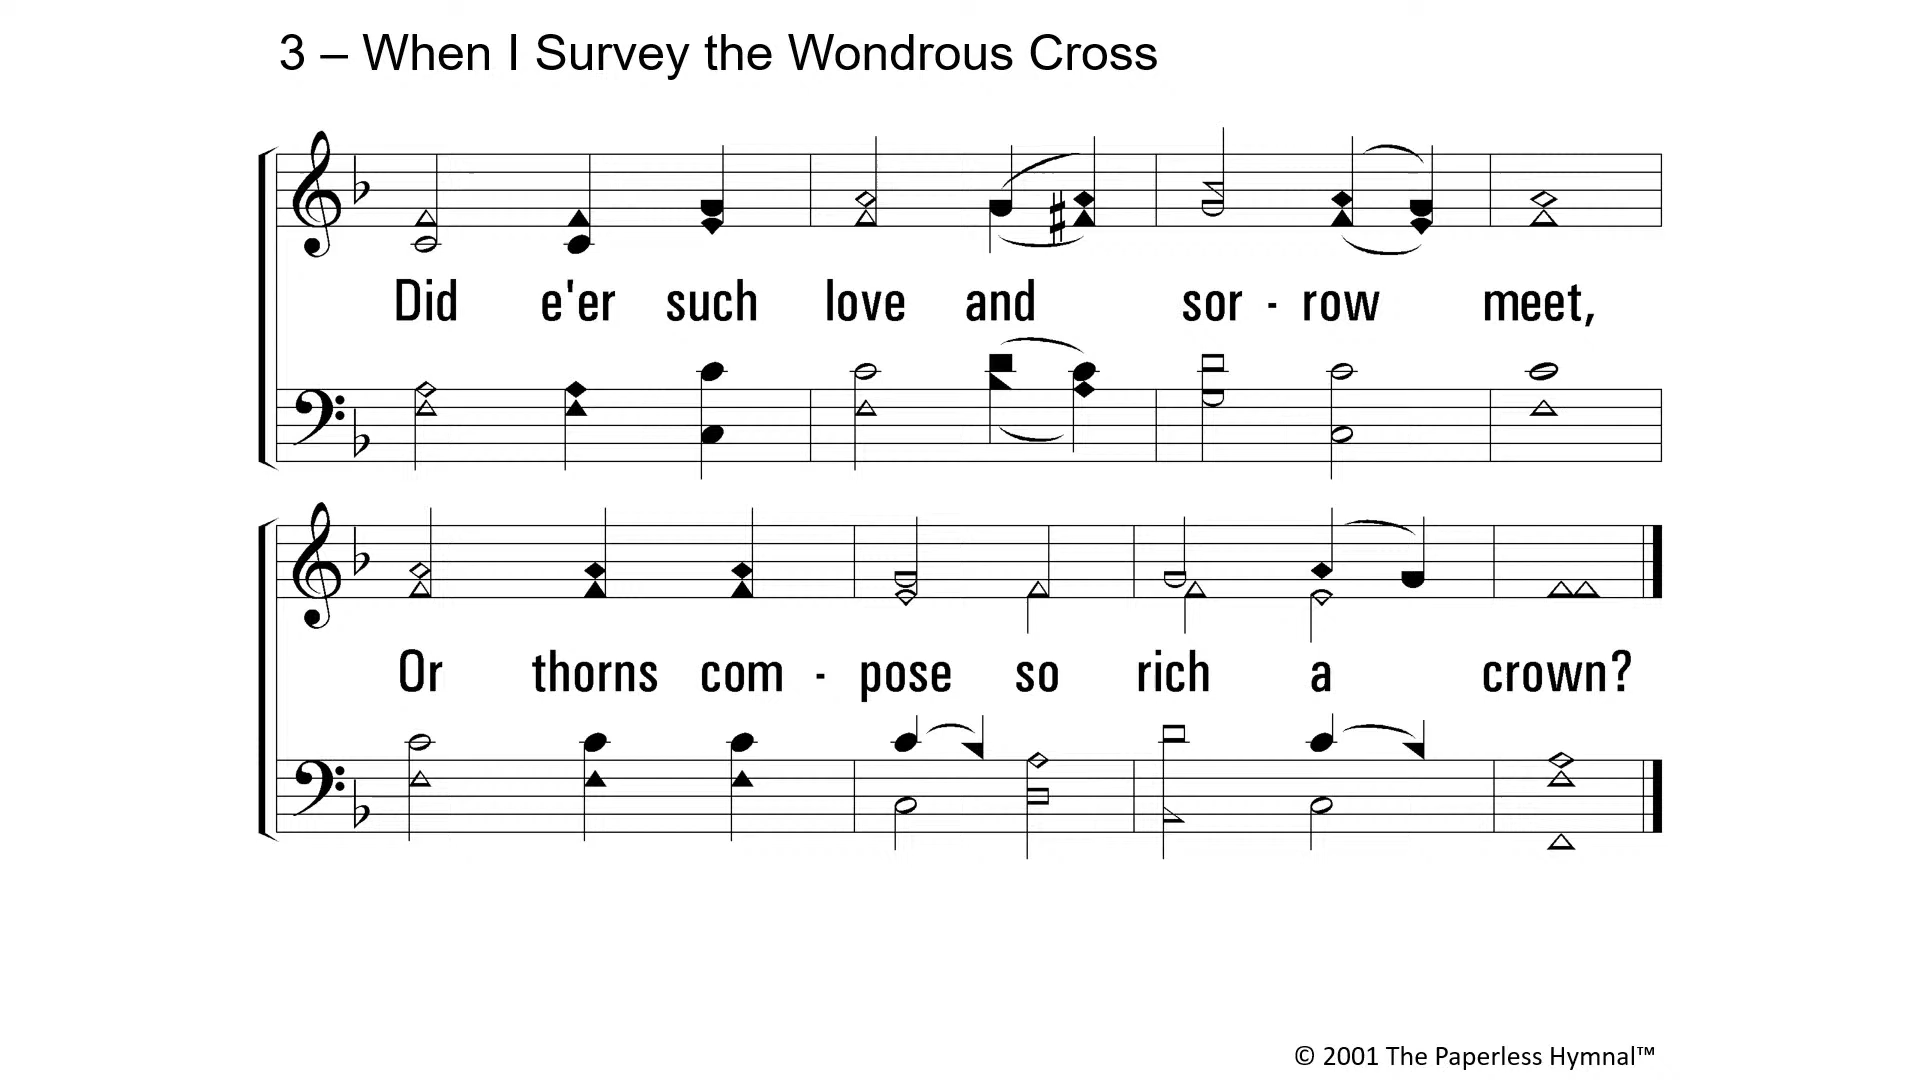 3 – When I Survey the Wondrous Cross
Did e'er such love and sor - row meet,
Or thorns com - pose so rich a crown?
© 2001 The Paperless Hymnal™